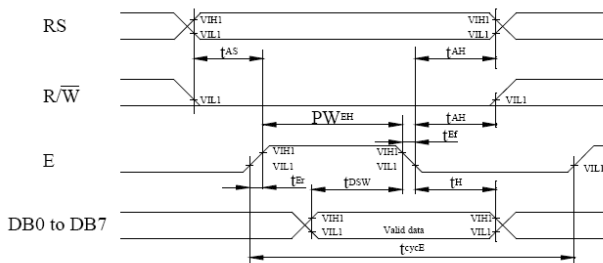 RS VIH1 VIL1 VIH1 VIL1
tAS tAH
R/W̅ VIL1 VIL1
PWEH tAH
tEf
E VIH1 VIL1 VIH1 VIL1 VIL1
tEr tDSW tH
DB0 to DB7 VIH1 VIL1 Valid data VIH1 VIL1
tcycE